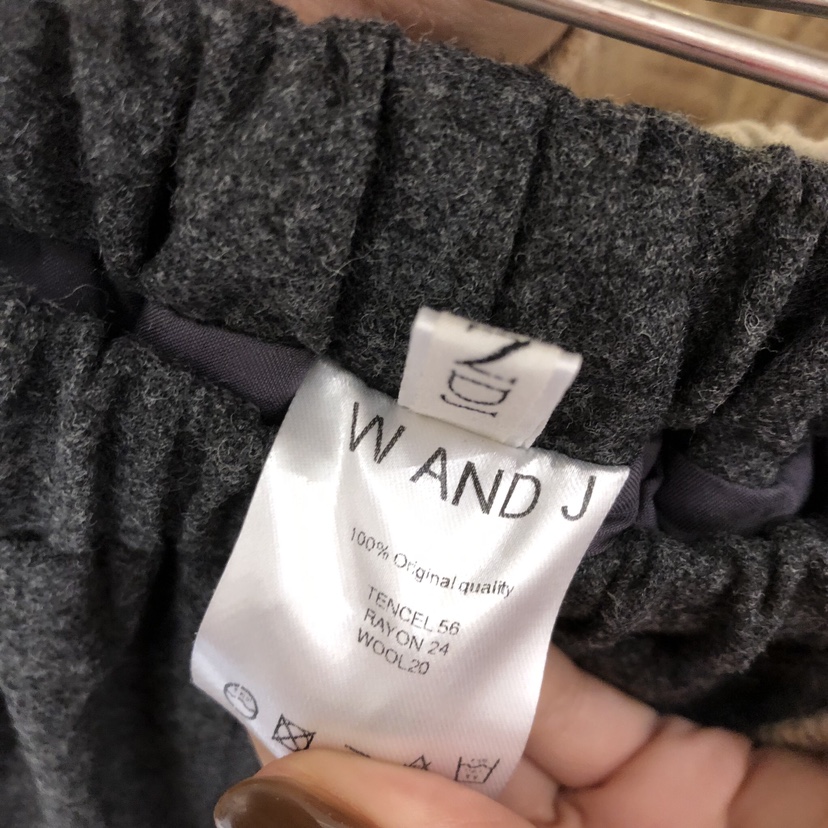 W AND J
100% Original quality
TENCEL 56
RAYON 24
WOOL20